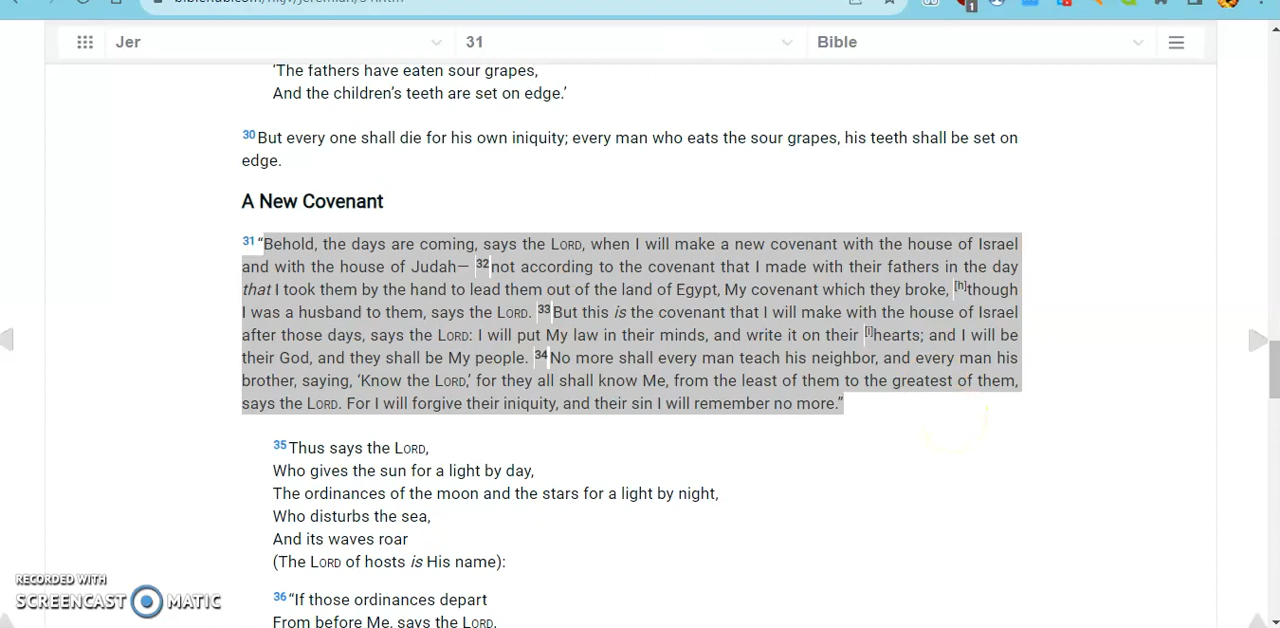 Jer 31 Bible
‘The fathers have eaten sour grapes,
And the children’s teeth are set on edge.’
30 But every one shall die for his own iniquity; every man who eats the sour grapes, his teeth shall be set on
edge.
A New Covenant
31 “Behold, the days are coming, says the LORD, when I will make a new covenant with the house of Israel
and with the house of Judah— 32 not according to the covenant that I made with their fathers in the day
that I took them by the hand to lead them out of the land of Egypt, My covenant which they broke, [h]though
I was a husband to them, says the LORD. 33 But this is the covenant that I will make with the house of Israel
after those days, says the LORD: I will put My law in their minds, and write it on their [i]hearts; and I will be
their God, and they shall be My people. 34 No more shall every man teach his neighbor, and every man his
brother, saying, ‘Know the LORD,’ for they all shall know Me, from the least of them to the greatest of them,
says the LORD. For I will forgive their iniquity, and their sin I will remember no more.”
35 Thus says the LORD,
Who gives the sun for a light by day,
The ordinances of the moon and the stars for a light by night,
Who disturbs the sea,
And its waves roar
(The LORD of hosts is His name):
36 “If those ordinances depart
From before Me, says the LORD,
RECORDED WITH
SCREENCAST MATIC
1